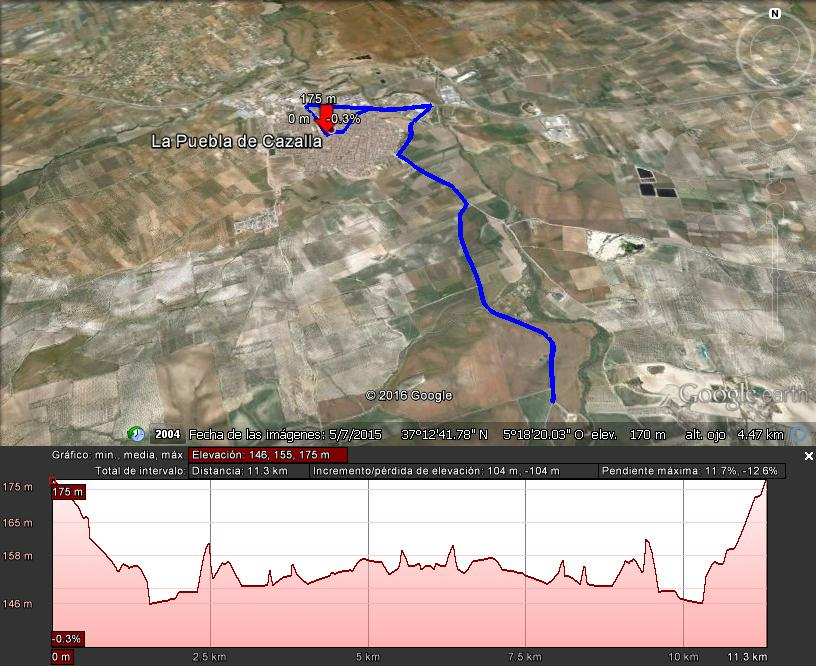 N
175 m
0 m -0.3%
La Puebla de Cazalla
© 2016 Google
Google earth
2004 Fecha de las imágenes: 5/7/2015 37°12'41.78" N 5°18'20.03" O elev. 170 m alt. ojo 4.47 km
Gráfico: mín., media, máx Elevación: 146, 155, 175 m
Total de intervalo Distancia: 11.3 km Incremento/pérdida de elevación: 104 m, -104 m Pendiente máxima: 11.7%, -12.6%
175 m
175 m
165 m
158 m
146 m
-0.3%
0 m 2.5 km 5 km 7.5 km 10 km 11.3 km